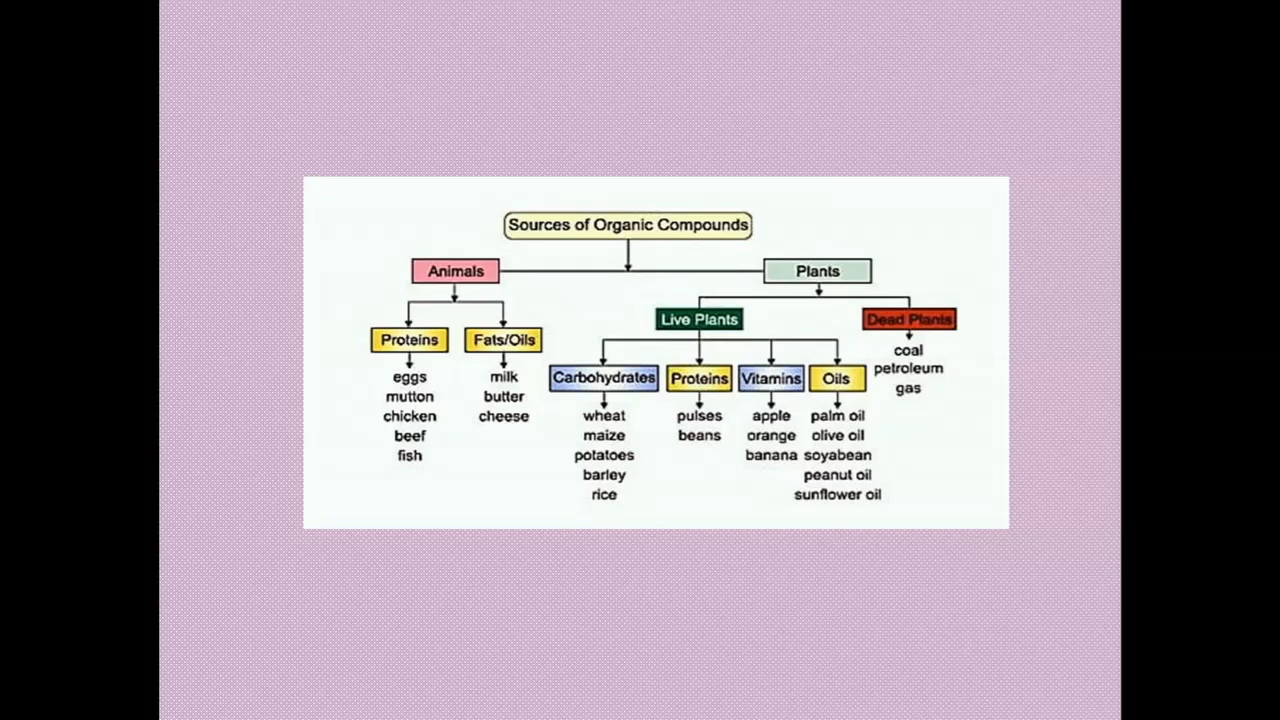 Sources of Organic Compounds
Animals
Plants
Live Plants
Dead Plants
Proteins
Fats/Oils
coal
petroleum
gas
eggs
mutton
chicken
beef
fish
milk
butter
cheese
Carbohydrates
Proteins
Vitamins
Oils
wheat
maize
potatoes
barley
rice
pulses
beans
apple
orange
banana
palm oil
olive oil
soyabean
peanut oil
sunflower oil